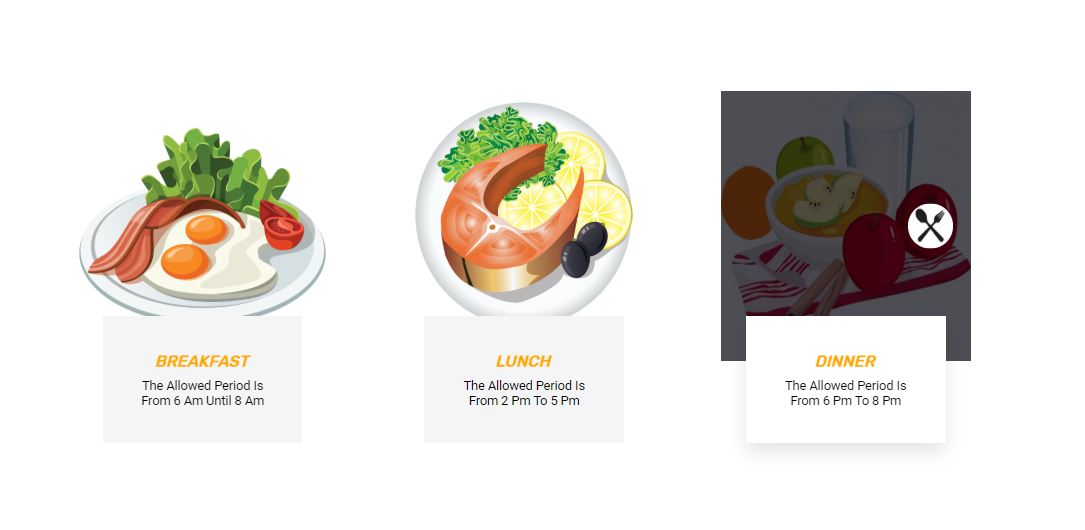 BREAKFAST
The Allowed Period Is
From 6 Am Until 8 Am
LUNCH
The Allowed Period Is
From 2 Pm To 5 Pm
DINNER
The Allowed Period Is
From 6 Pm To 8 Pm